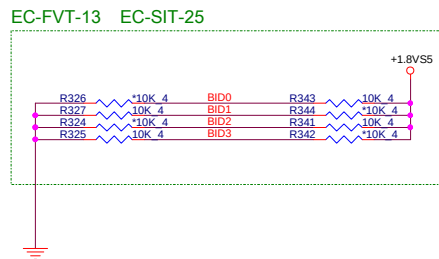 EC-FVT-13 EC-SIT-25
+1.8VS5
R326 *10K_4 BID0 R343 10K_4
R327 *10K_4 BID1 R344 *10K_4
R324 *10K_4 BID2 R341 10K_4
R325 10K_4 BID3 R342 *10K_4